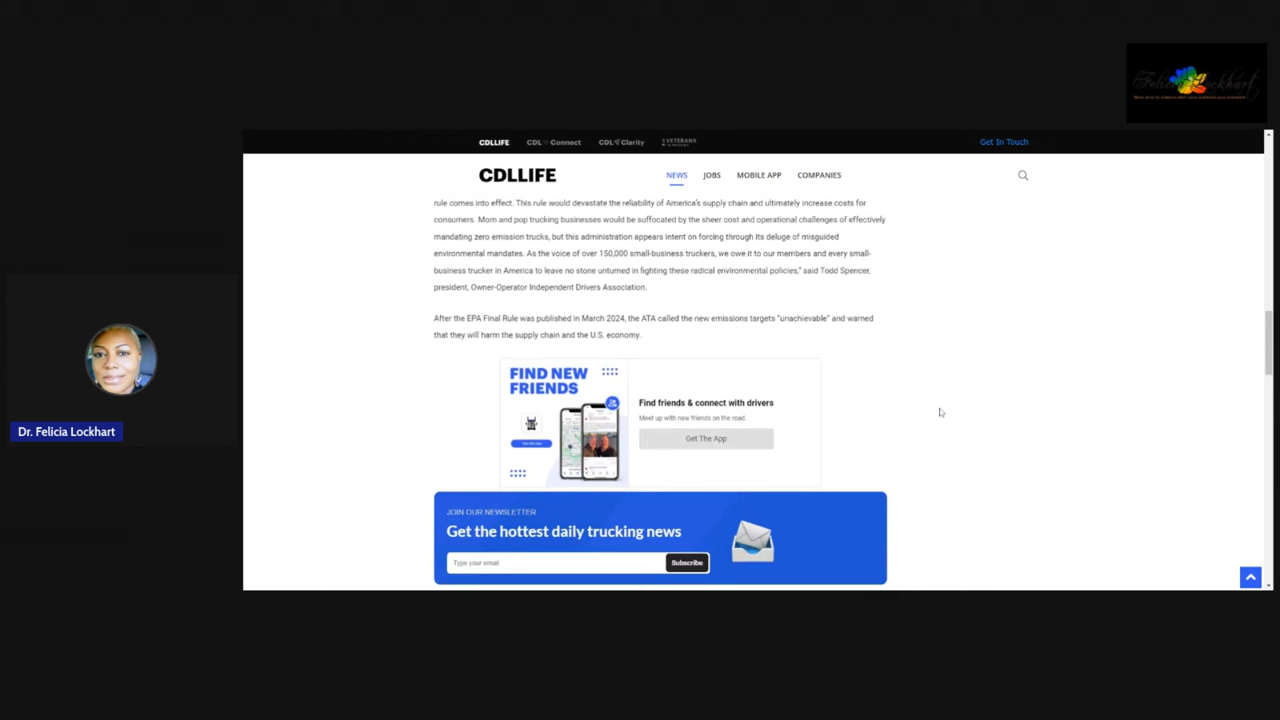 Felicia Lockhart
CDLLIFE
CDL Connect
CDL Clarity
VETERANS
Get In Touch
CDLLIFE
NEWS
JOBS
MOBILE APP
COMPANIES
rule comes into effect. This rule would devastate the reliability of America's supply chain and ultimately increase costs for
consumers. Mom and pop trucking businesses would be suffocated by the sheer cost and operational challenges of effectively
mandating zero emission trucks, but this administration appears intent on forcing through its deluge of misguided
environmental mandates. As the voice of over 150,000 small-business truckers, we owe it to our members and every small-
business trucker in America to leave no stone unturned in fighting these radical environmental policies,” said Todd Spencer,
president, Owner-Operator Independent Drivers Association.
After the EPA Final Rule was published in March 2024, the ATA called the new emissions targets “unachievable” and warned
that they will harm the supply chain and the U.S. economy.
FIND NEW
FRIENDS
Find friends & connect with drivers
Meet up with new friends on the road.
Get The App
Dr. Felicia Lockhart
JOIN OUR NEWSLETTER
Get the hottest daily trucking news
Type your email
Subscribe